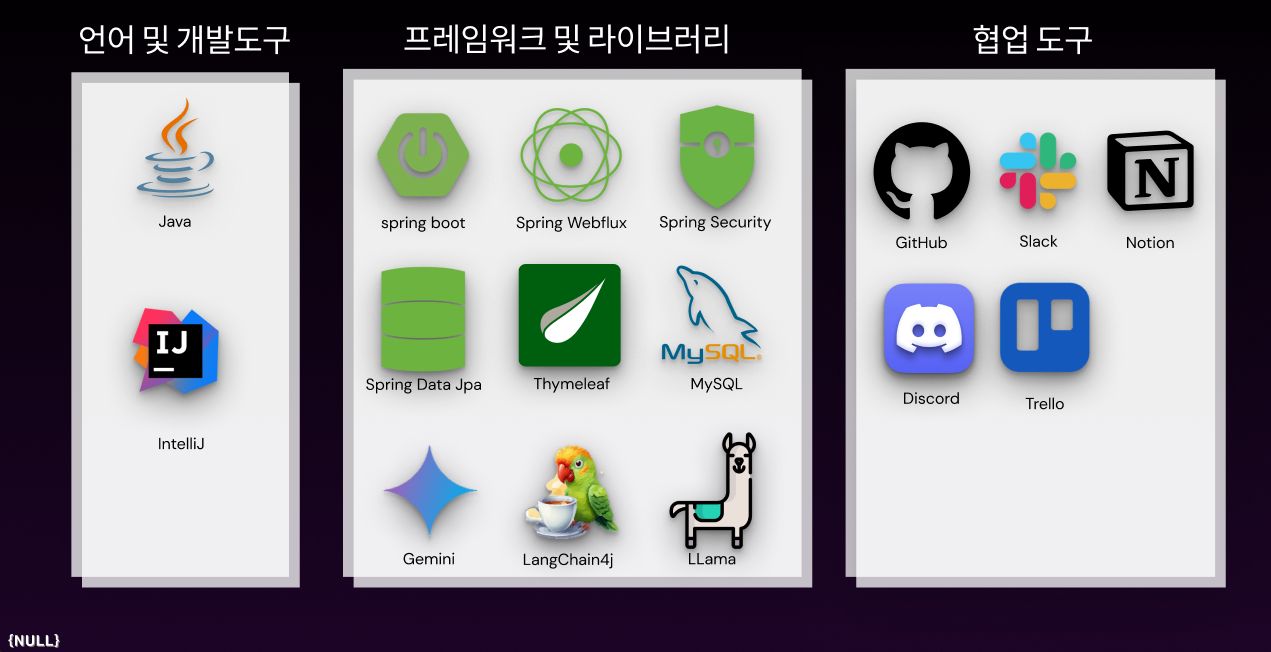 언어 및 개발도구
프레임워크 및 라이브러리
협업 도구
Java
IJ
IntelliJ
spring boot
Spring Webflux
Spring Security
Spring Data Jpa
Thymeleaf
MySQL®
MySQL
Gemini
LangChain4j
LLama
N
GitHub
Slack
Notion
Discord
Trello
{NULL}